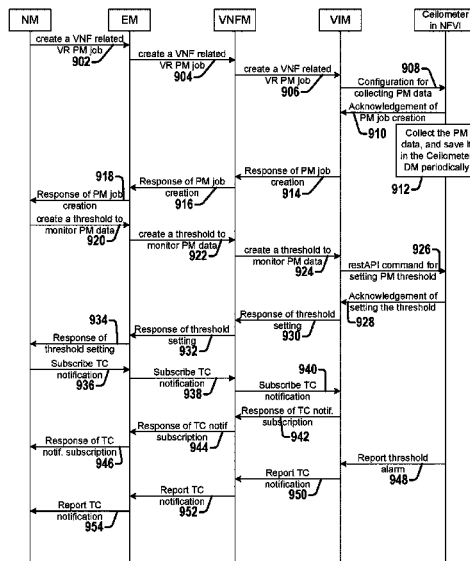 NM
EM
VNFM
VIM
Ceilometer
in NFVI
create a VNF related
VR PM job
902
create a VNF related
VR PM job
904
create a VNF related
VR PM job
906
908
Configuration for
collecting PM data
Acknowledgement of
PM job creation
910
Collect the PM
data, and save it
in the Ceilometer
DM periodically
912
Response of PM job
creation
914
Response of PM job
creation
916
918
Response of PM job
creation
create a threshold to
monitor PM data
920
create a threshold to
monitor PM data
922
create a threshold to
monitor PM data
924
926
restAPI command for
setting PM threshold
Acknowledgement of
setting the threshold
928
Response of threshold
setting
930
Response of threshold
setting
932
934
Response of
threshold setting
Subscribe TC
notification
936
Subscribe TC
notification
938
940
Subscribe TC
notification
Response of TC notif.
subscription
942
Response of TC notif
subscription
944
Response of TC
notif. subscription
946
Report threshold
alarm
948
Report TC
notification
950
Report TC
notification
952
Report TC
notification
954